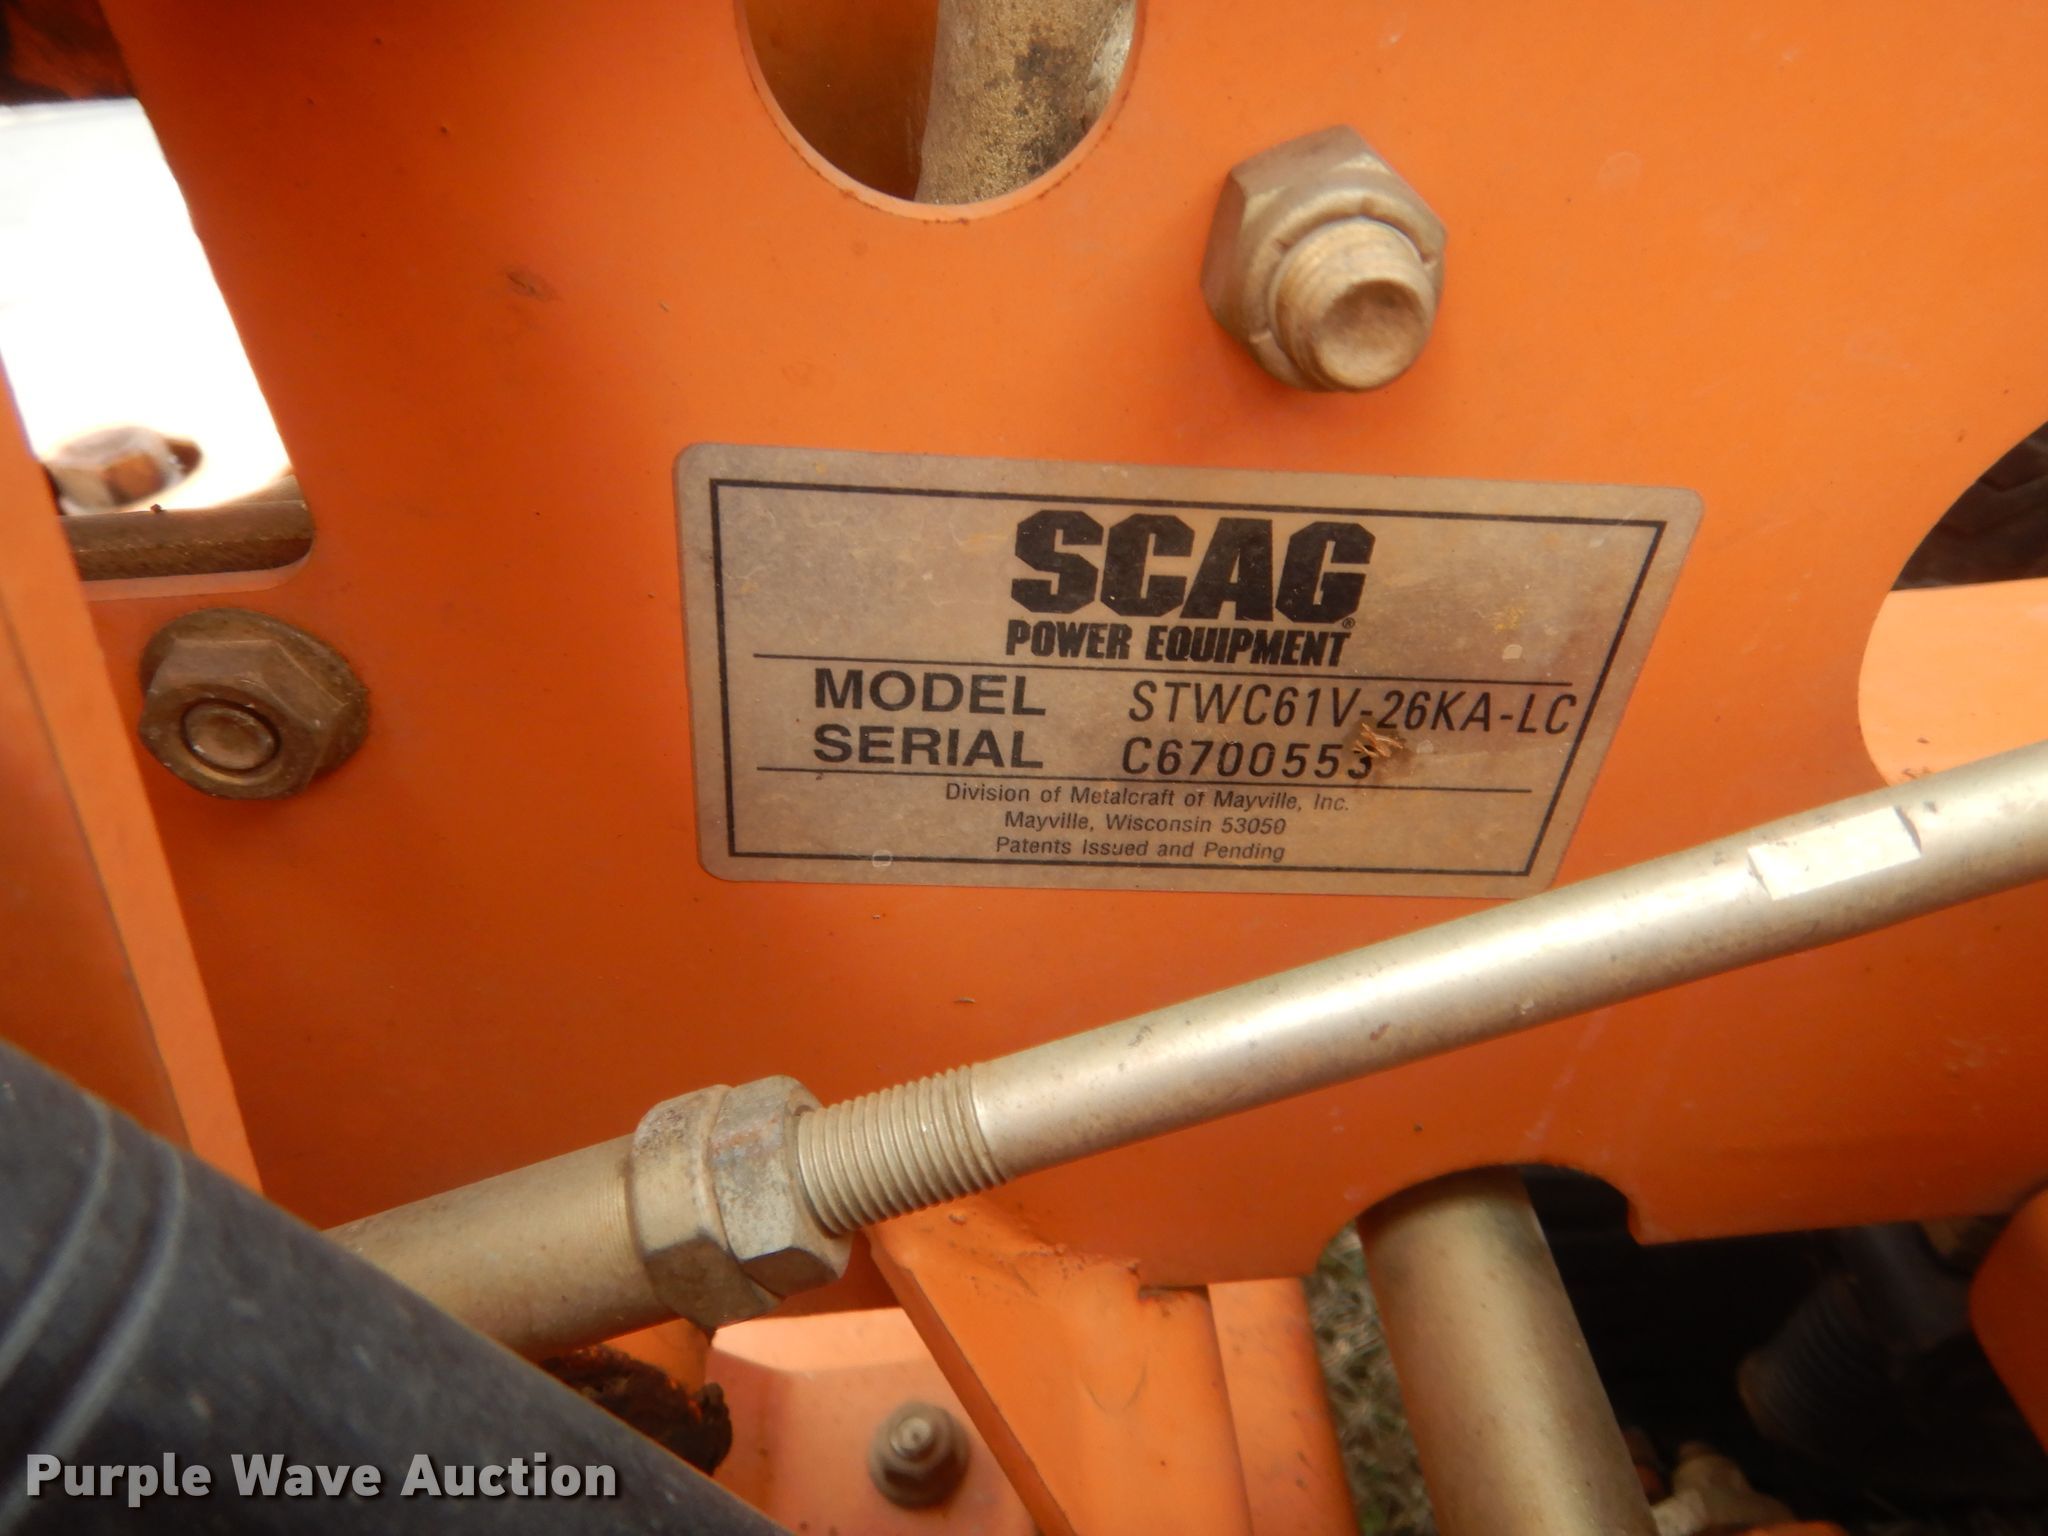 SCAG®
POWER EQUIPMENT
MODEL STWC61V-26KA-LC
SERIAL C6700553
Division of Metalcraft of Mayville, Inc.
Mayville, Wisconsin 53050
Patents Issued and Pending
Purple Wave Auction